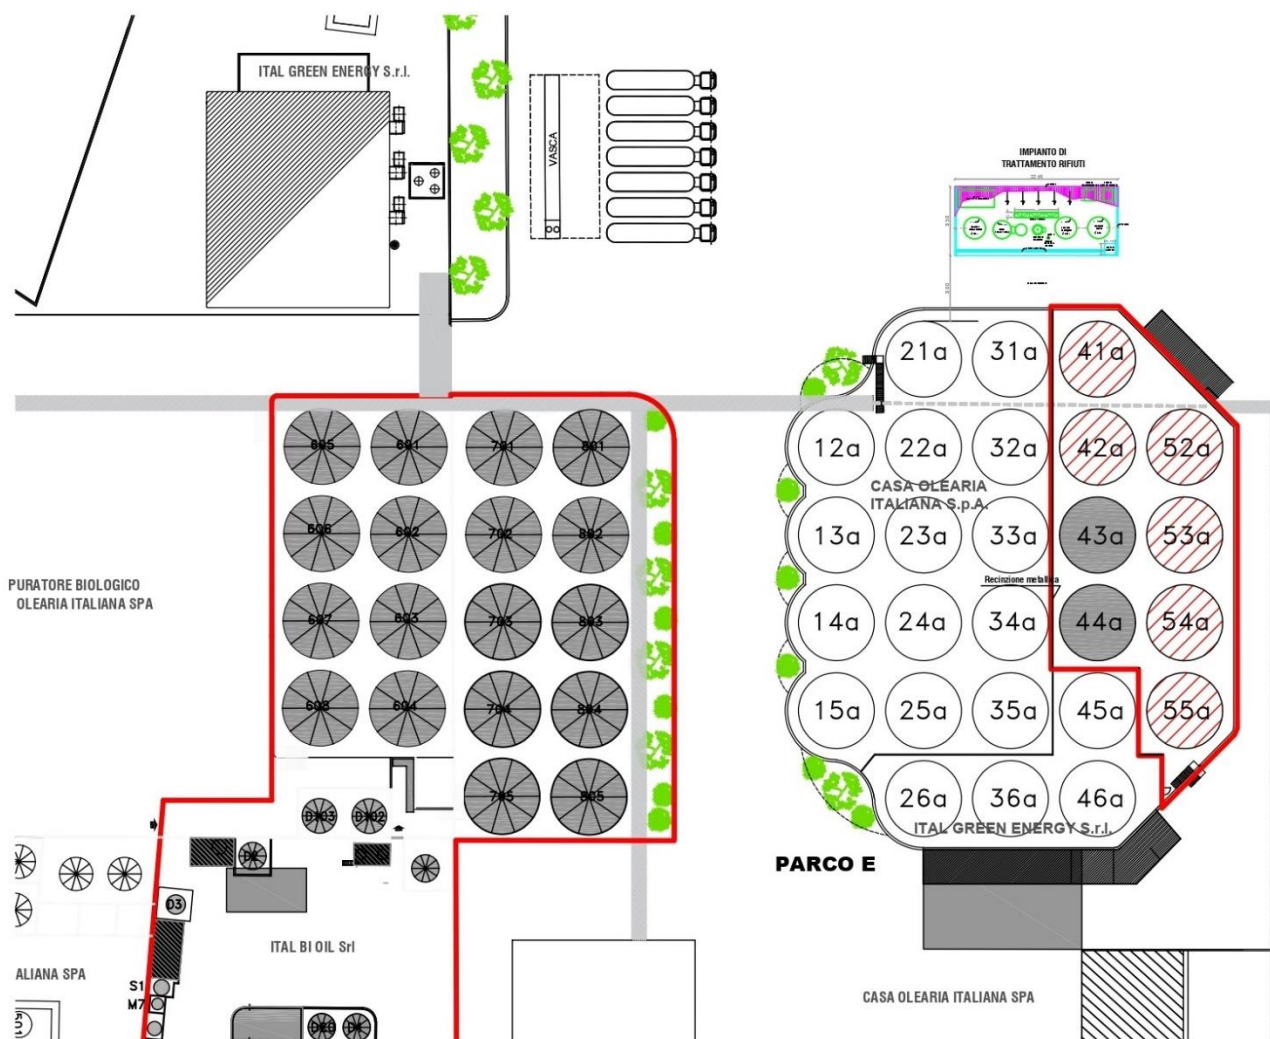 ITAL GREEN ENERGY S.r.l.
VASCA
IMPIANTO DI
TRATTAMENTO RIFIUTI
21a 31a 41a
12a 22a 32a 42a 52a
CASA OLEARIA
ITALIANA S.p.A.
13a 23a 33a 43a 53a
Recinzione metallica
14a 24a 34a 44a 54a
15a 25a 35a 45a 55a
26a 36a 46a
ITAL GREEN ENERGY S.r.l.
PARCO E
CASA OLEARIA ITALIANA SPA
605 601 701 801
606 602 702 802
607 603 703 803
608 604 704 804
705 805
PURATORE BIOLOGICO
OLEARIA ITALIANA SPA
D103 D102
D3
ITAL BI OIL Srl
ALIANA SPA
S1
M7
501